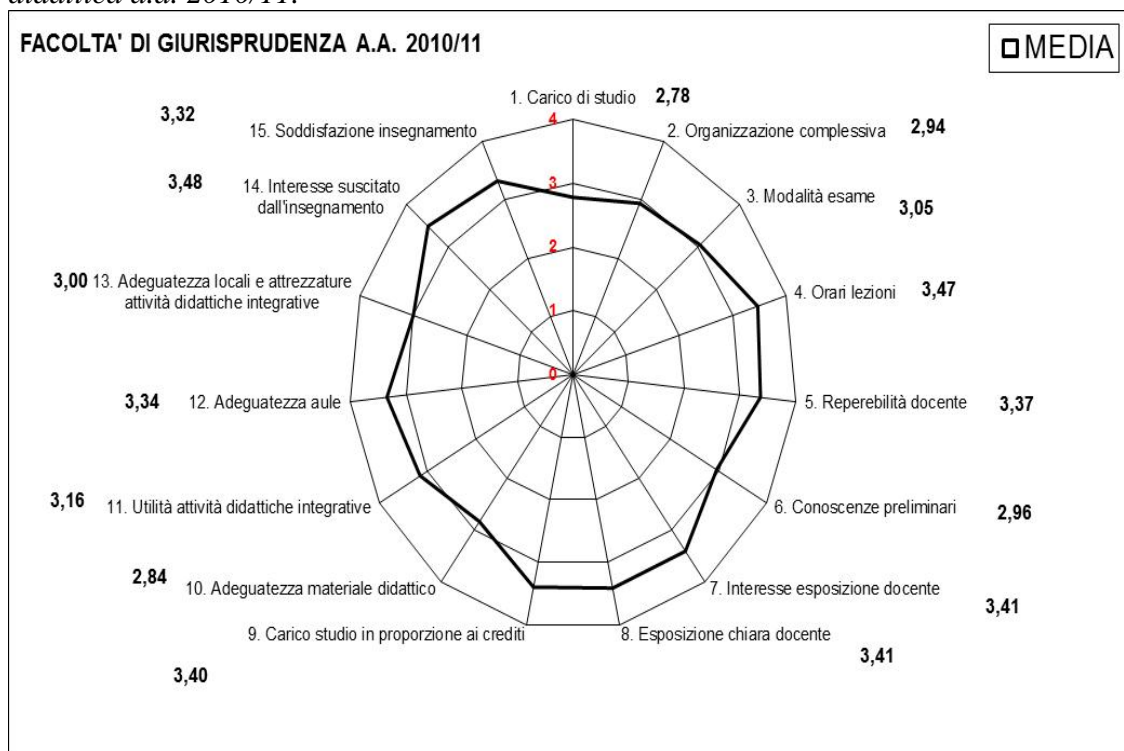 didattica a.a. 2010/11.
FACOLTA' DI GIURISPRUDENZA A.A. 2010/11
MEDIA
1. Carico di studio 2,78
2. Organizzazione complessiva 2,94
3. Modalità esame 3,05
4. Orari lezioni 3,47
5. Reperebilità docente 3,37
6. Conoscenze preliminari 2,96
7. Interesse esposizione docente
3,41
8. Esposizione chiara docente
3,41
9. Carico studio in proporzione ai crediti
3,40
2,84
10. Adeguatezza materiale didattico
3,16 11. Utilità attività didattiche integrative
3,34 12. Adeguatezza aule
3,00 13. Adeguatezza locali e attrezzature
attività didattiche integrative
3,48 14. Interesse suscitato
dall'insegnamento
3,32
15. Soddisfazione insegnamento
4
3
2
1
0